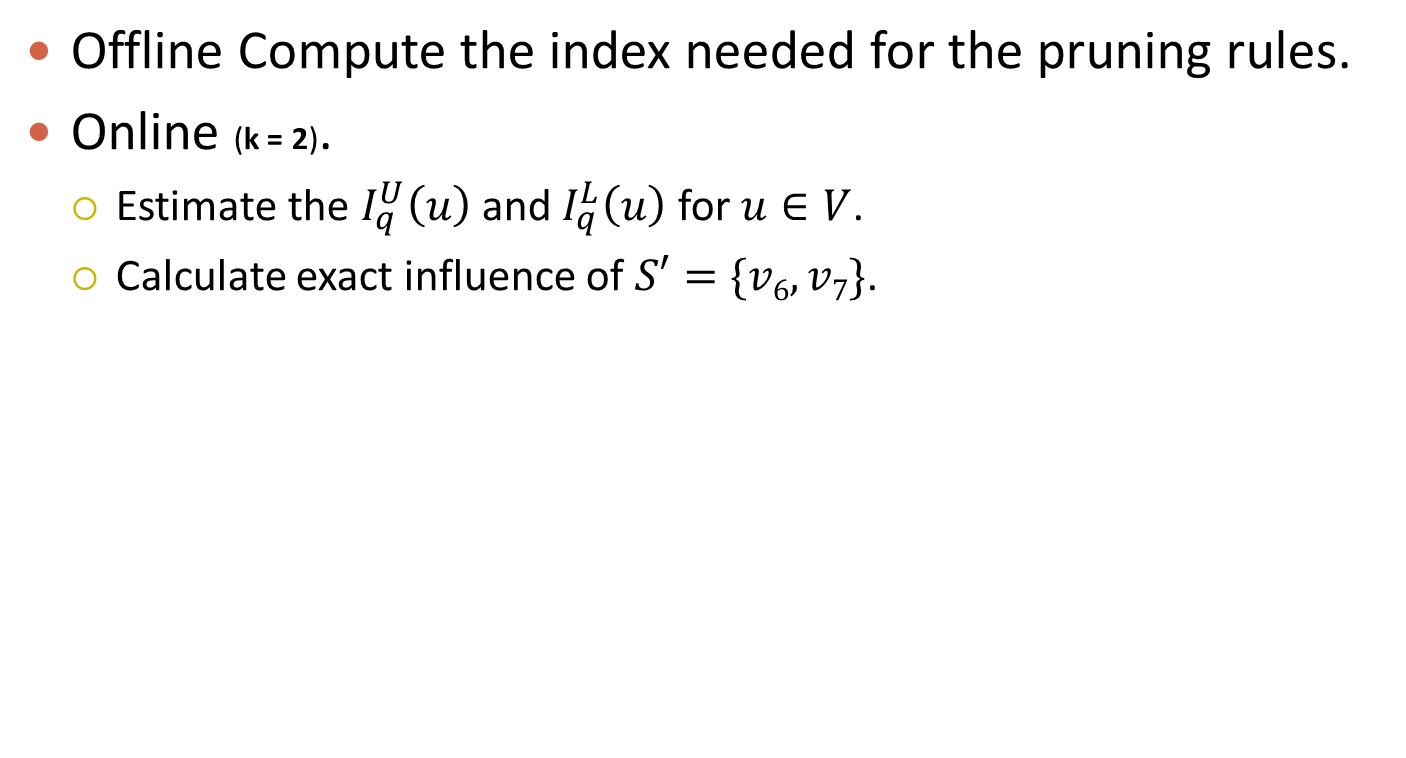 • Offline Compute the index needed for the pruning rules.
• Online (k = 2).
○ Estimate the $I_q^U(u)$ and $I_q^L(u)$ for $u \in V$.
○ Calculate exact influence of $S' = \{v_6, v_7\}$.